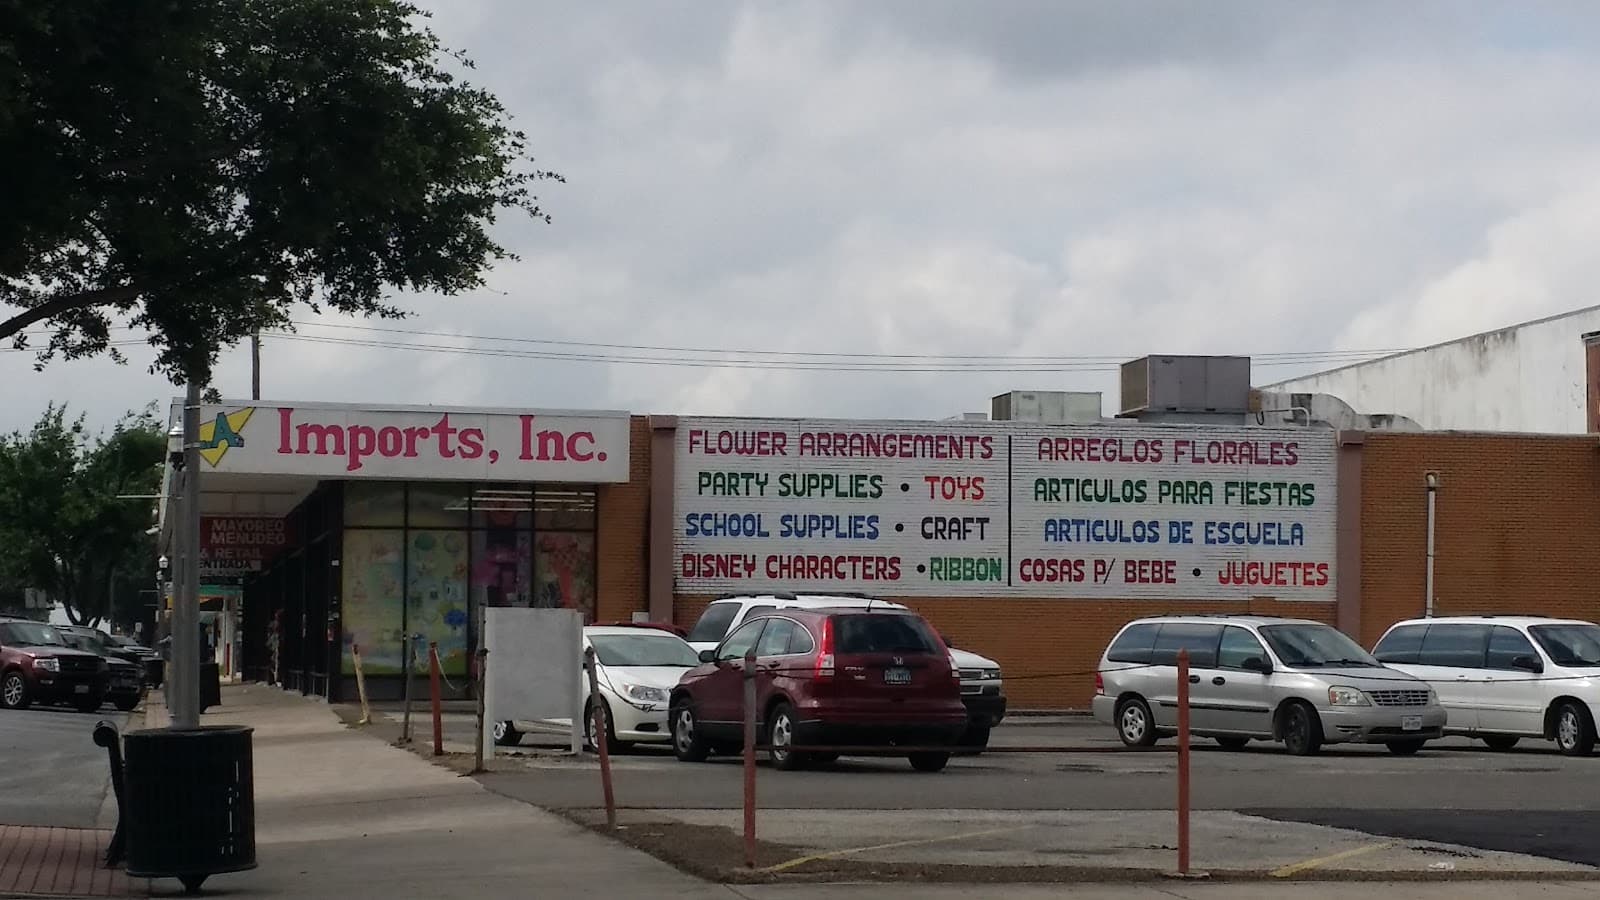 L.A. Imports, Inc.
MAYOREO
MENUDEO
& RETAIL
ENTRADA
FLOWER ARRANGEMENTS
PARTY SUPPLIES • TOYS
SCHOOL SUPPLIES • CRAFT
DISNEY CHARACTERS • RIBBON
ARREGLOS FLORALES
ARTICULOS PARA FIESTAS
ARTICULOS DE ESCUELA
COSAS P/ BEBE • JUGUETES